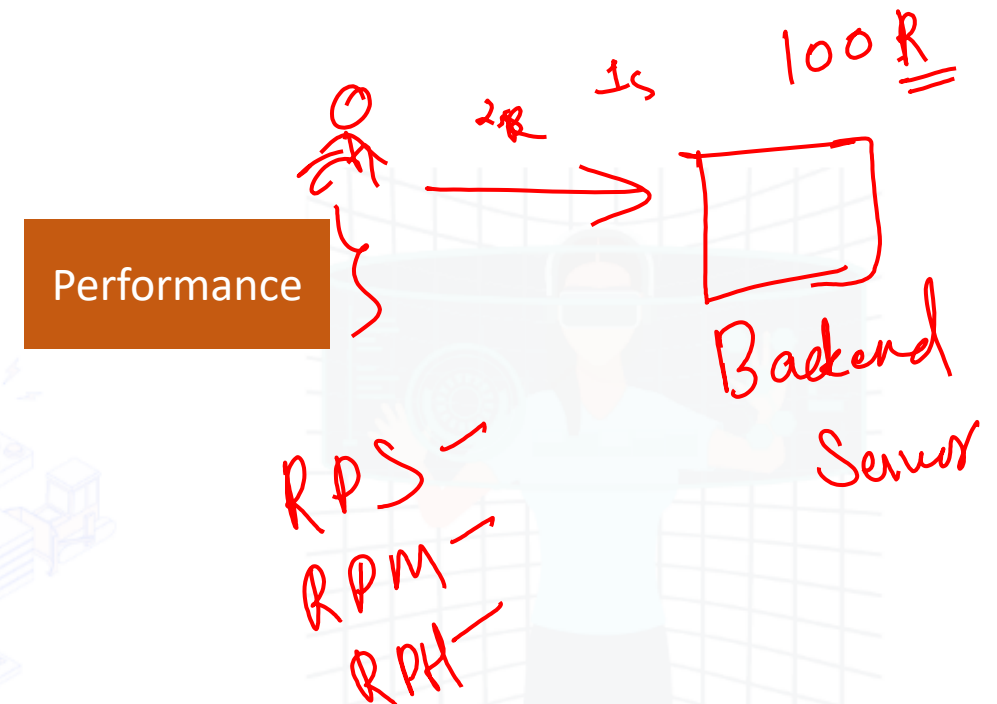 100 R
1s
2R
Performance
Backend
Server
RPS
RPM
RPH